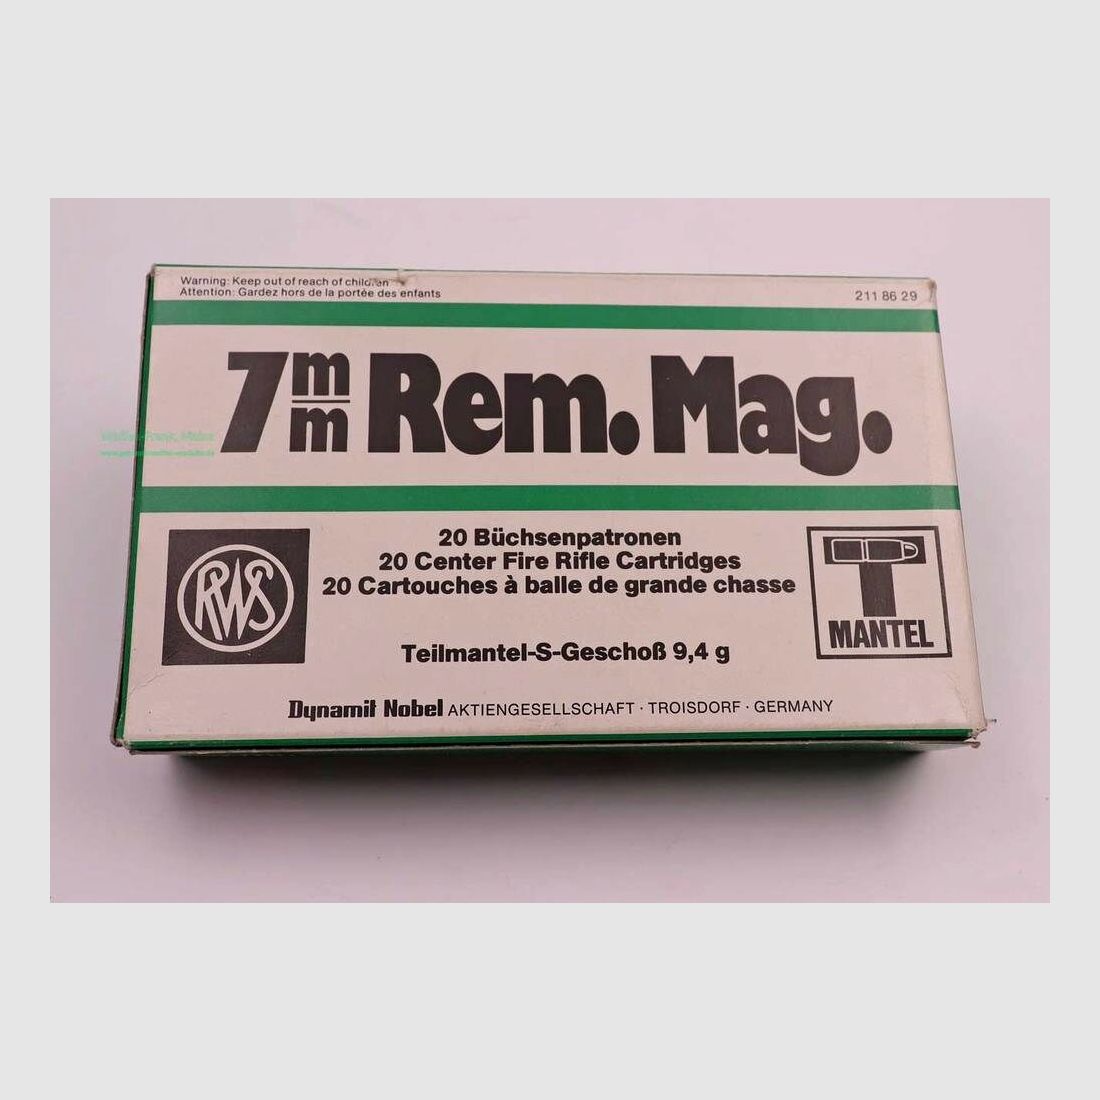 Warning: Keep out of reach of children
Attention: Gardez hors de la portée des enfants
211 86 29
7mm Rem. Mag.
20 Büchsenpatronen
20 Center Fire Rifle Cartridges
20 Cartouches à balle de grande chasse
RWS
T
MANTEL
Teilmantel-S-Geschoß 9,4 g
Dynamit Nobel AKTIENGESELLSCHAFT · TROISDORF · GERMANY